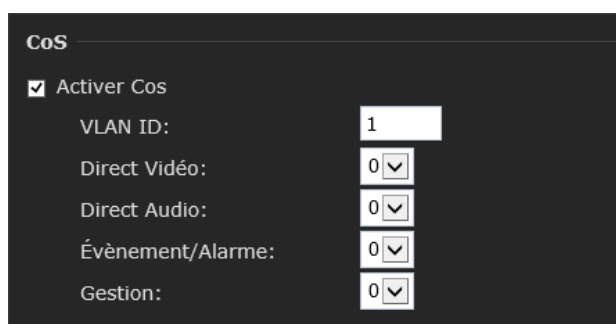 CoS
Activer Cos
VLAN ID: 1
Direct Vidéo: 0
Direct Audio: 0
Évènement/Alarme: 0
Gestion: 0